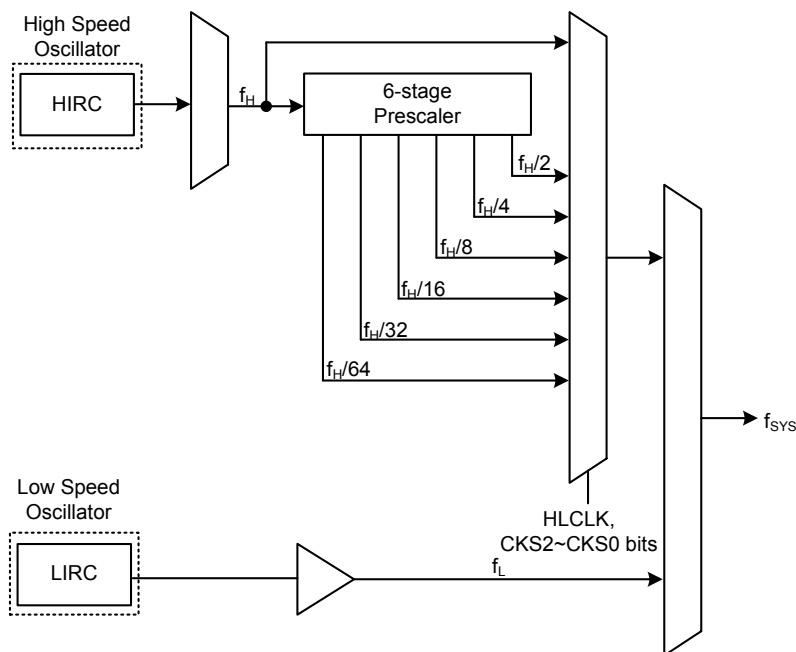 High Speed
Oscillator
HIRC
fH
6-stage
Prescaler
fH/2
fH/4
fH/8
fH/16
fH/32
fH/64
fSYS
HLCLK,
CKS2~CKS0 bits
Low Speed
Oscillator
LIRC
fL